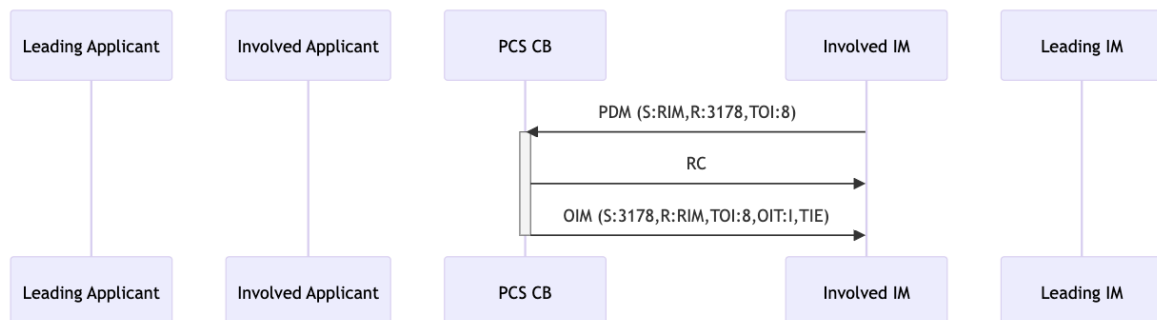 Leading Applicant
Involved Applicant
PCS CB
Involved IM
Leading IM
PDM (S:RIM,R:3178,TOI:8)
RC
OIM (S:3178,R:RIM,TOI:8,OIT:I,TIE)
Leading Applicant
Involved Applicant
PCS CB
Involved IM
Leading IM